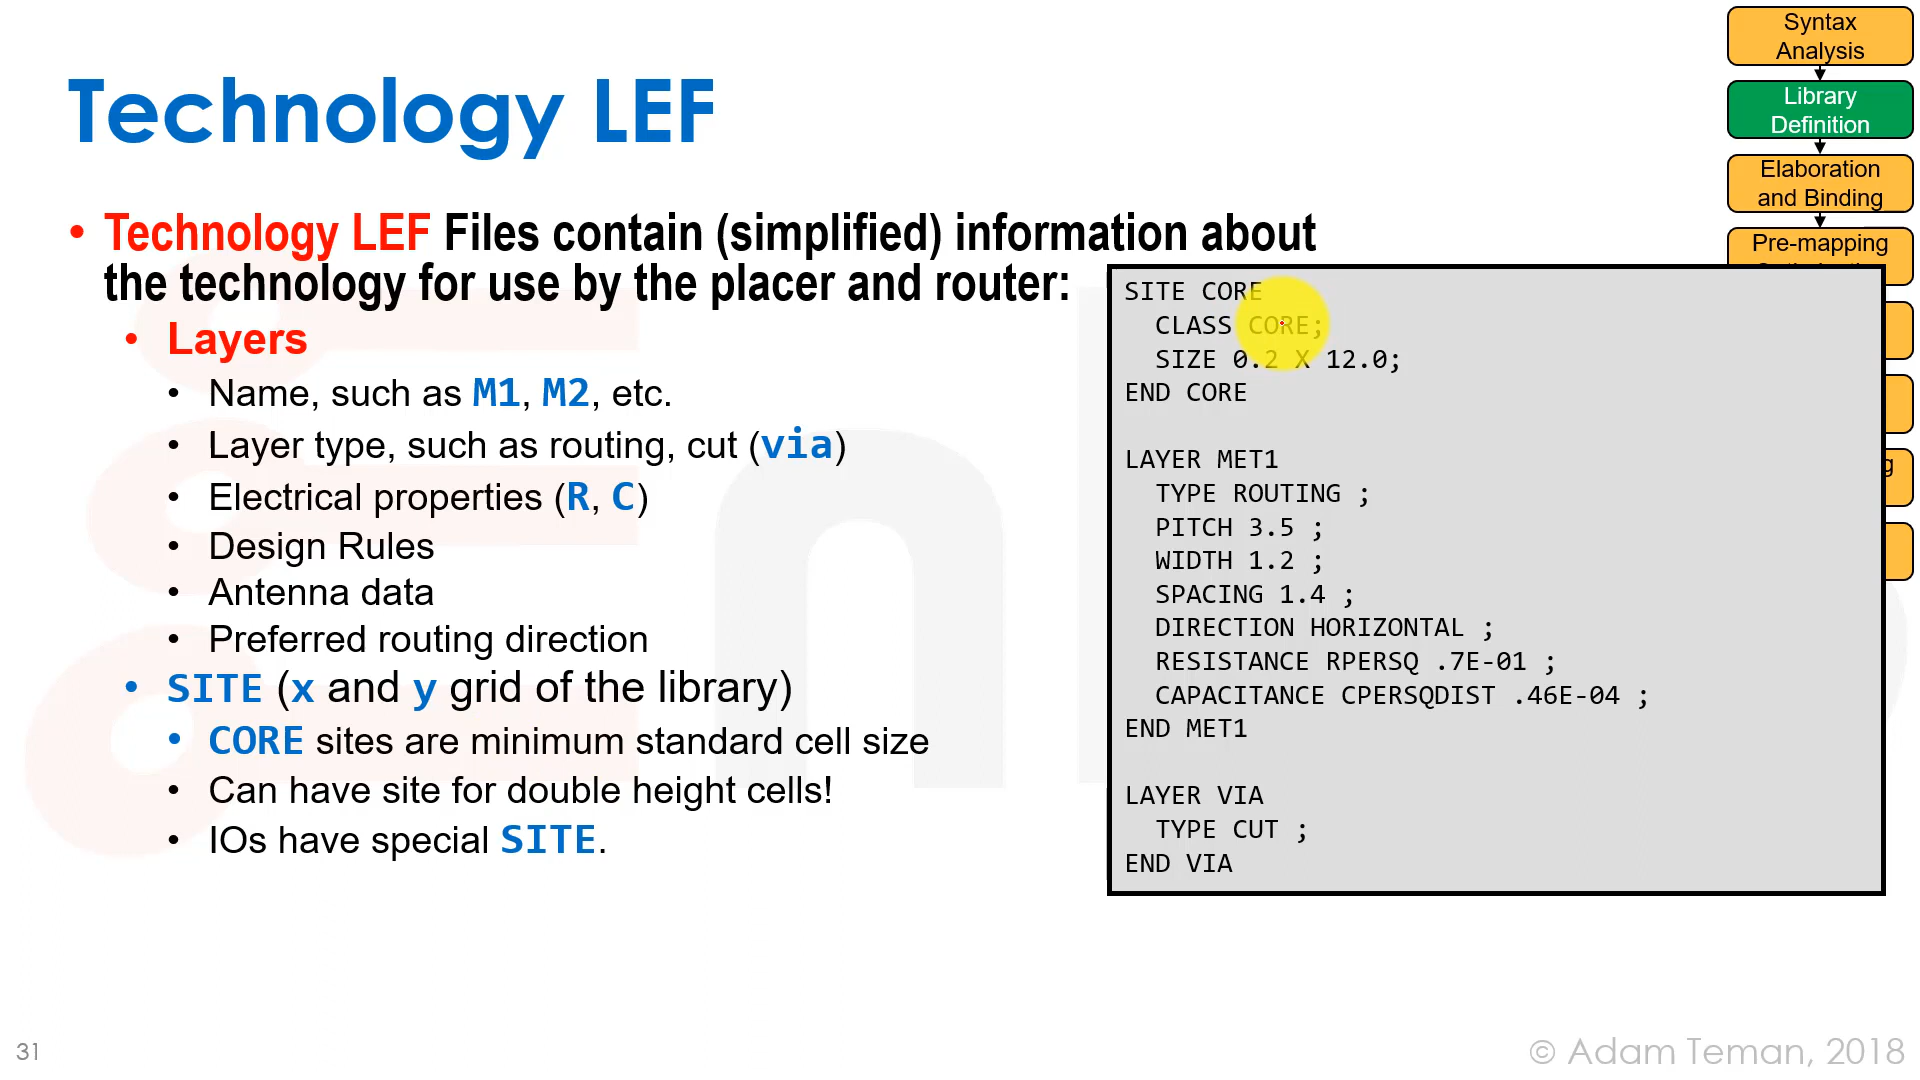 Technology LEF
• Technology LEF Files contain (simplified) information about
the technology for use by the placer and router:
• Layers
• Name, such as M1, M2, etc.
• Layer type, such as routing, cut (via)
• Electrical properties (R, C)
• Design Rules
• Antenna data
• Preferred routing direction
• SITE (x and y grid of the library)
• CORE sites are minimum standard cell size
• Can have site for double height cells!
• IOs have special SITE.
SITE CORE
CLASS CORE;
SIZE 0.2 X 12.0;
END CORE
LAYER MET1
TYPE ROUTING ;
PITCH 3.5 ;
WIDTH 1.2 ;
SPACING 1.4 ;
DIRECTION HORIZONTAL ;
RESISTANCE RPERSQ .7E-01 ;
CAPACITANCE CPERSQDIST .46E-04 ;
END MET1
LAYER VIA
TYPE CUT ;
END VIA
Syntax
Analysis
Library
Definition
Elaboration
and Binding
Pre-mapping
31
© Adam Teman, 2018